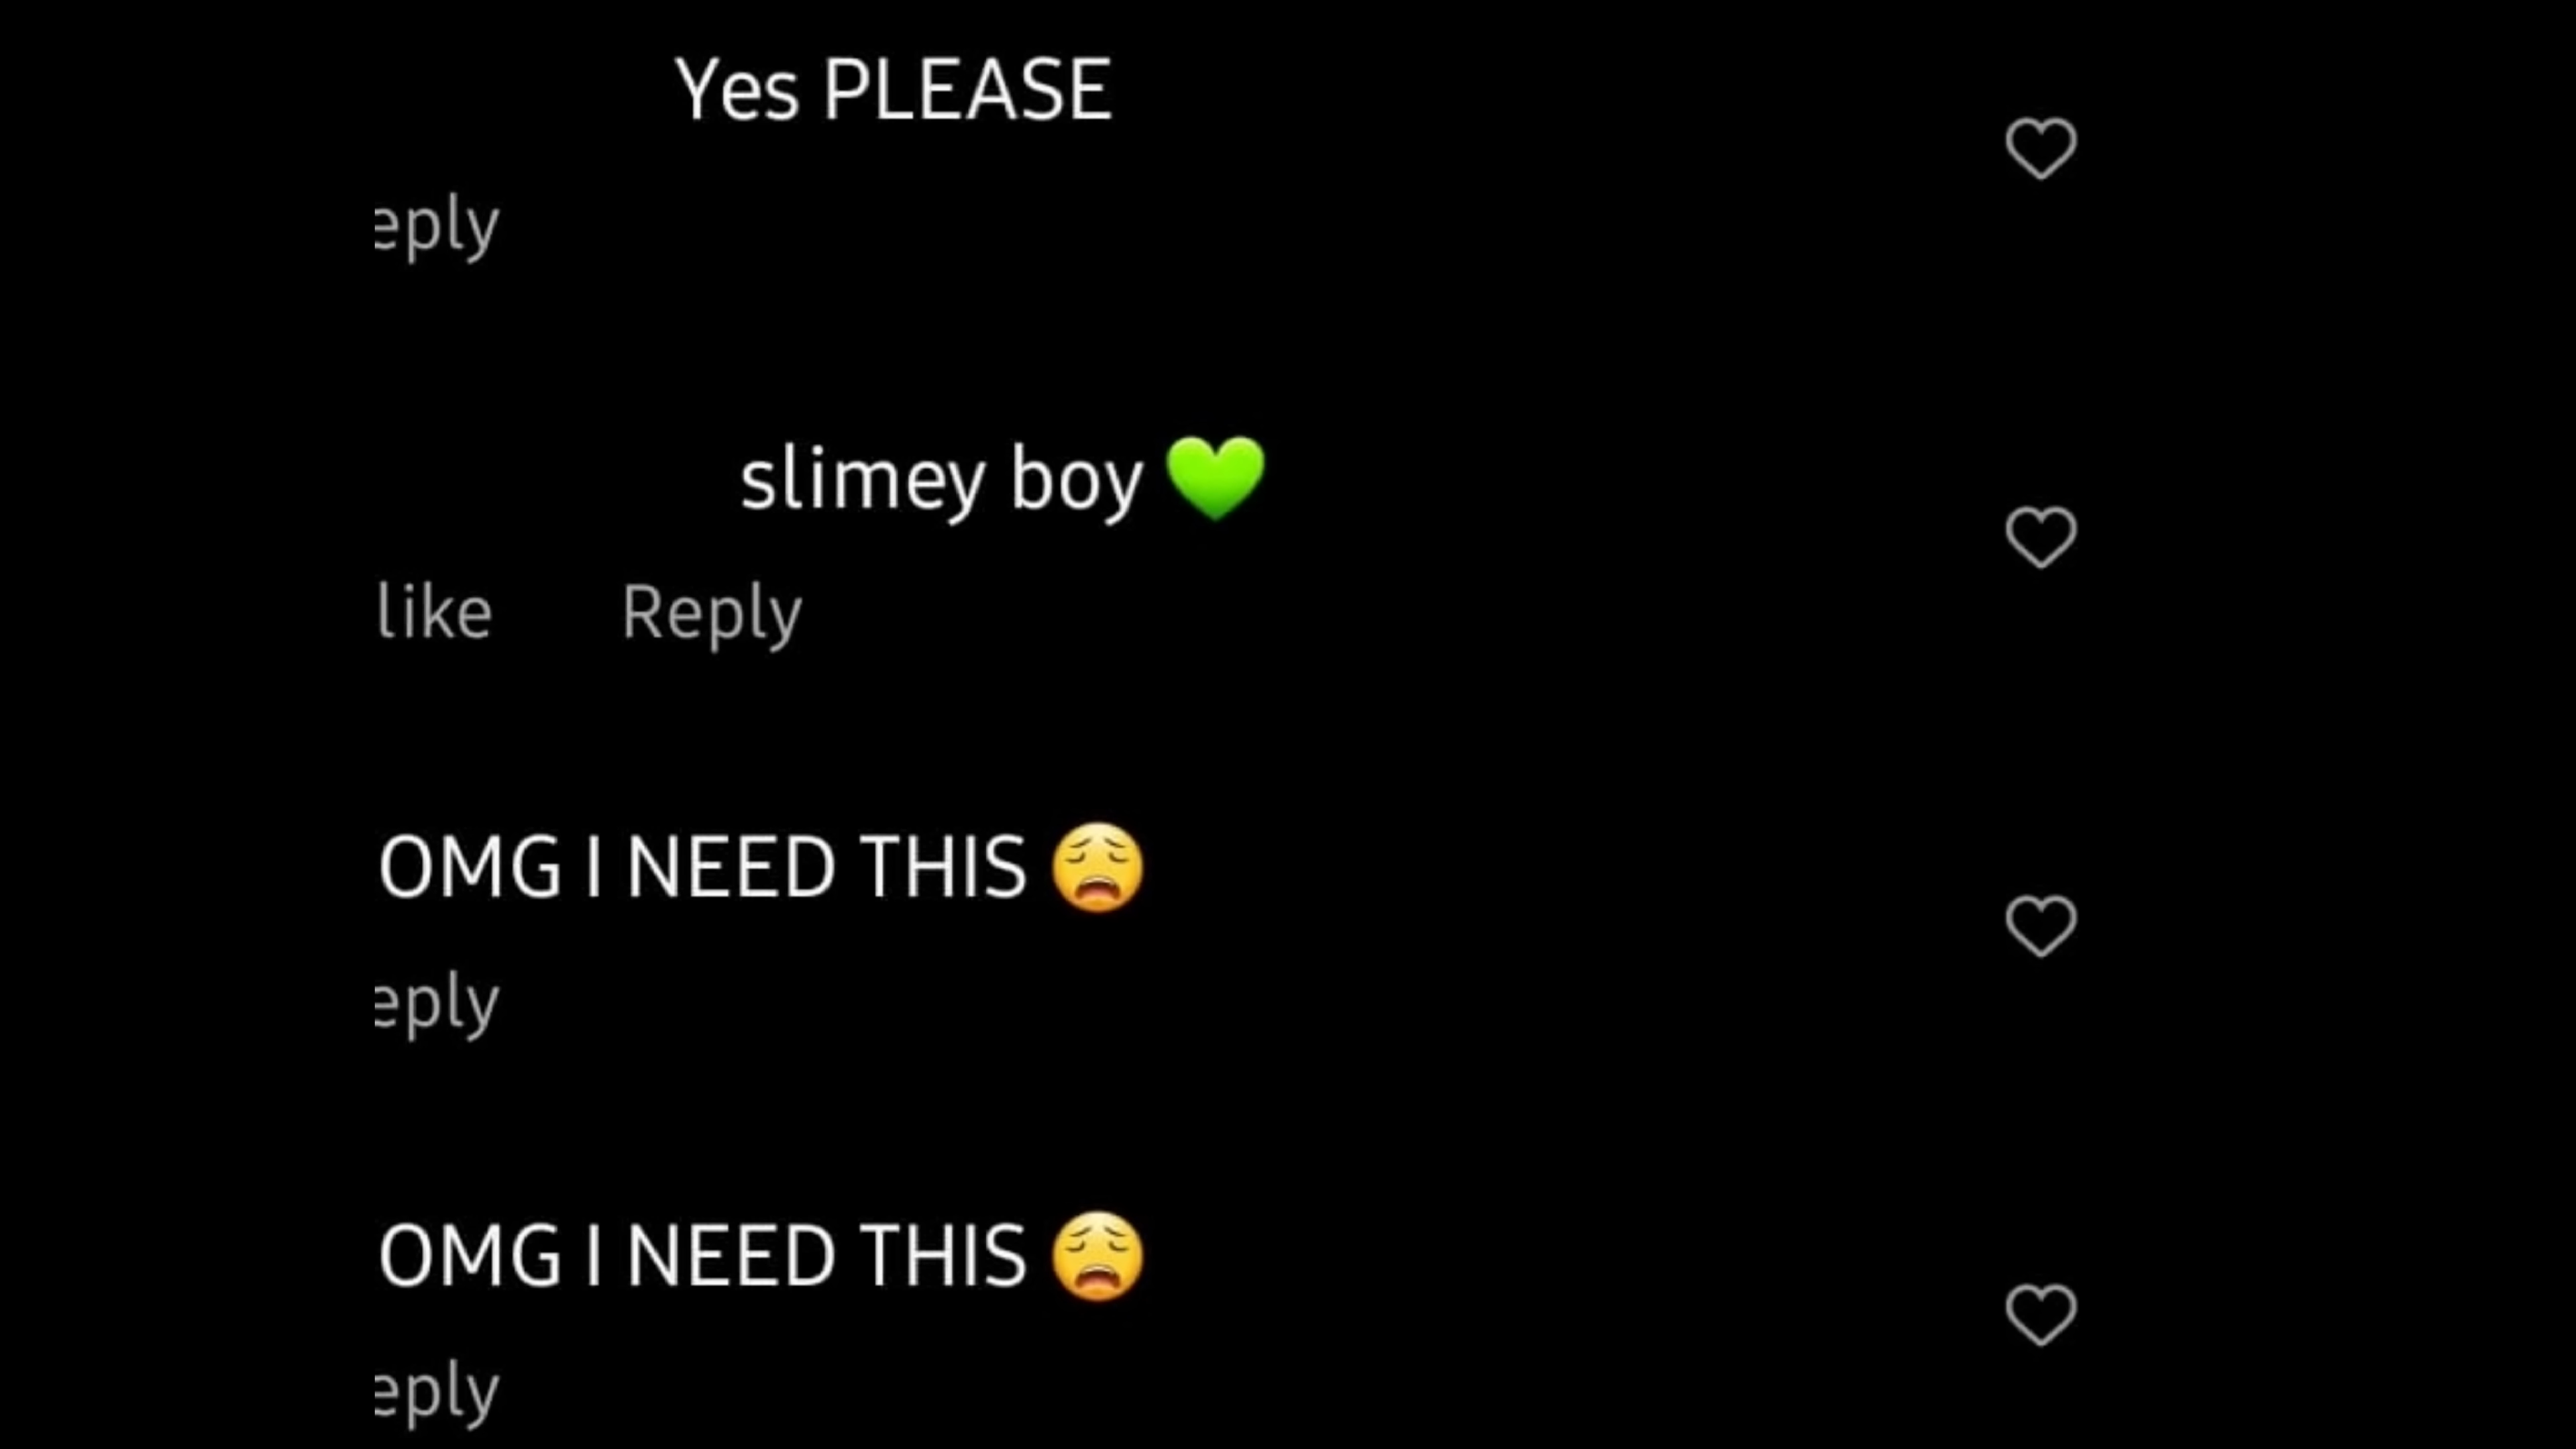 Yes PLEASE
eply
slimey boy 💚
like Reply
OMG I NEED THIS 😩
eply
OMG I NEED THIS 😩
eply